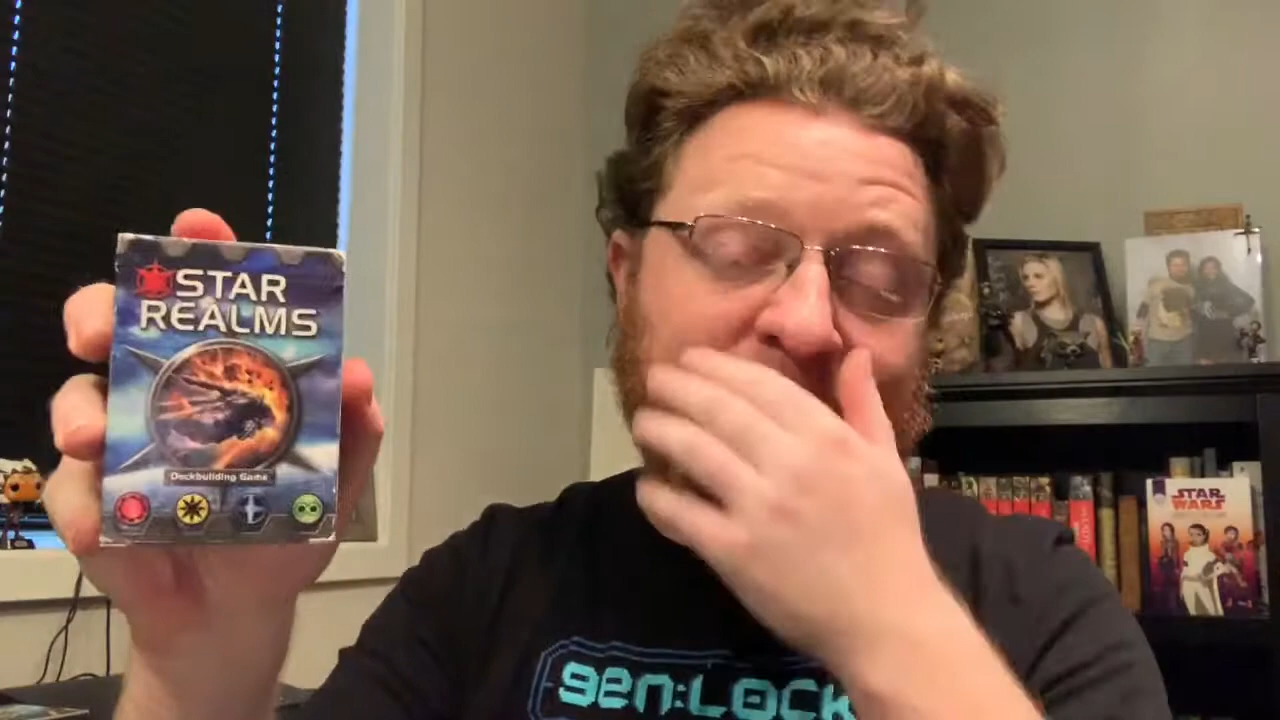 STAR
REALMS
Deckbuilding Game
gen:LOCK
STAR
WARS